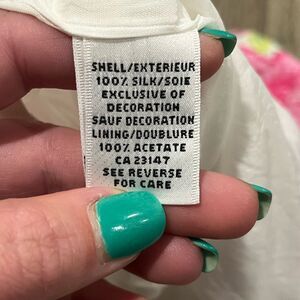 SHELL/EXTERIEUR
100% SILK/SOIE
EXCLUSIVE OF
DECORATION
SAUF DECORATION
LINING/DOUBLURE
100% ACETATE
CA 23147
SEE REVERSE
FOR CARE